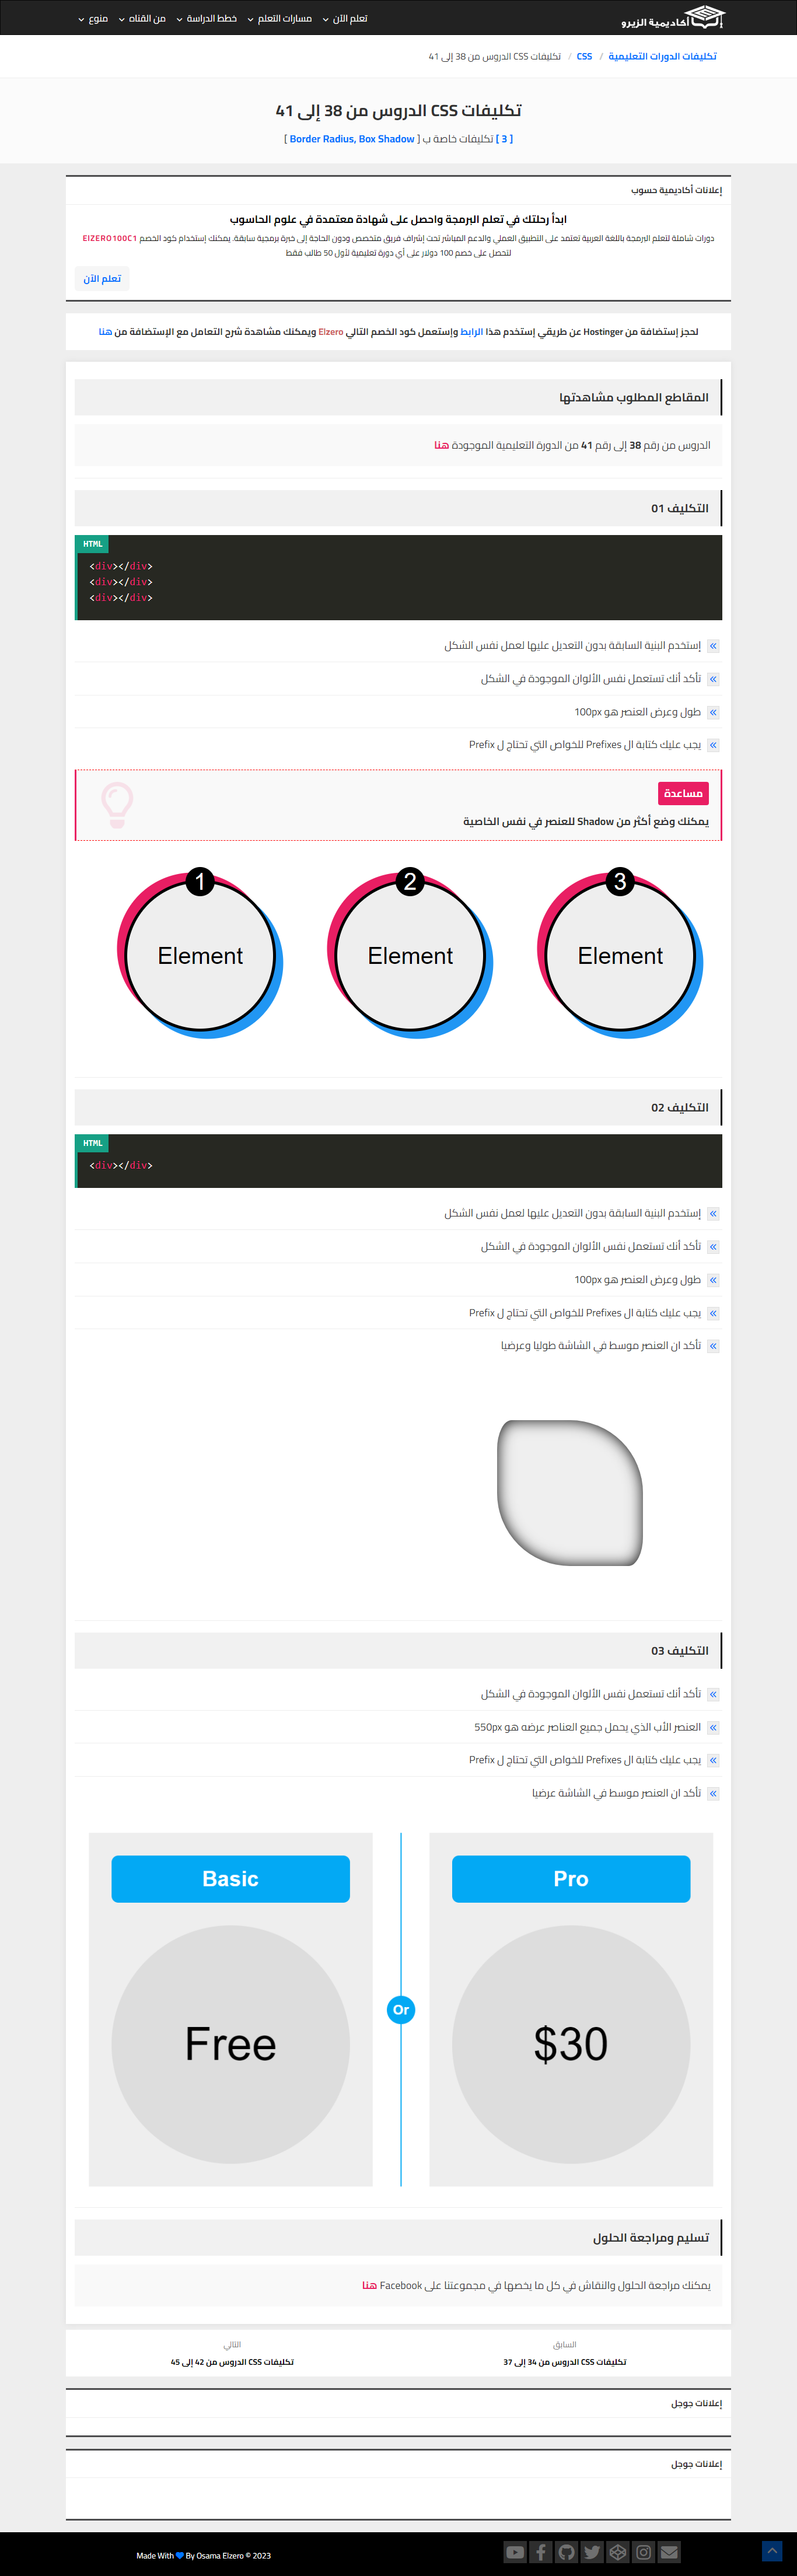 أكاديمية الزيرو
تعلم الآن
مسارات التعلم
خطط الدراسة
من القناه
منوع
تكليفات الدورات التعليمية / CSS / تكليفات CSS الدروس من 38 إلى 41
تكليفات CSS الدروس من 38 إلى 41
[ 3 ] تكليفات خاصة ب [ Border Radius, Box Shadow ]
إعلانات أكاديمية حسوب
ابدأ رحلتك في تعلم البرمجة واحصل على شهادة معتمدة في علوم الحاسوب
دورات شاملة لتعلم البرمجة باللغة العربية تعتمد على التطبيق العملي والدعم المباشر تحت إشراف فريق متخصص ودون الحاجة إلى خبرة برمجية سابقة. يمكنك إستخدام كود الخصم ElZERO100C1
لتحصل على خصم 100 دولار على أي دورة تعليمية لأول 50 طالب فقط
تعلم الآن
لحجز إستضافة من Hostinger عن طريقي إستخدم هذا الرابط وإستعمل كود الخصم التالي Elzero ويمكنك مشاهدة شرح التعامل مع الإستضافة من هنا
المقاطع المطلوب مشاهدتها
الدروس من رقم 38 إلى رقم 41 من الدورة التعليمية الموجودة هنا
التكليف 01
HTML
<div></div>
<div></div>
<div></div>
إستخدم البنية السابقة بدون التعديل عليها لعمل نفس الشكل
تأكد أنك تستعمل نفس الألوان الموجودة في الشكل
طول وعرض العنصر هو 100px
يجب عليك كتابة ال Prefixes للخواص التي تحتاج ل Prefix
مساعدة
يمكنك وضع أكثر من Shadow للعنصر في نفس الخاصية
1 2 3
Element Element Element
التكليف 02
HTML
<div></div>
إستخدم البنية السابقة بدون التعديل عليها لعمل نفس الشكل
تأكد أنك تستعمل نفس الألوان الموجودة في الشكل
طول وعرض العنصر هو 100px
يجب عليك كتابة ال Prefixes للخواص التي تحتاج ل Prefix
تأكد ان العنصر موسط في الشاشة طوليا وعرضيا
التكليف 03
تأكد أنك تستعمل نفس الألوان الموجودة في الشكل
العنصر الأب الذي يحمل جميع العناصر عرضه هو 550px
يجب عليك كتابة ال Prefixes للخواص التي تحتاج ل Prefix
تأكد ان العنصر موسط في الشاشة عرضيا
Basic Pro
Or
Free $30
تسليم ومراجعة الحلول
يمكنك مراجعة الحلول والنقاش في كل ما يخصها في مجموعتنا على Facebook هنا
السابق
تكليفات CSS الدروس من 34 إلى 37
التالي
تكليفات CSS الدروس من 42 إلى 45
إعلانات جوجل
إعلانات جوجل
Made With By Osama Elzero © 2023